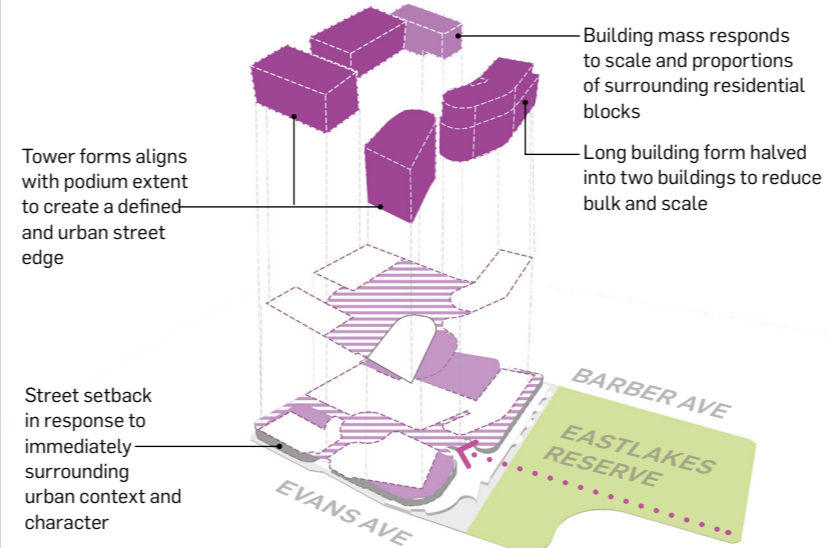 Building mass responds
to scale and proportions
of surrounding residential
blocks
Long building form halved
into two buildings to reduce
bulk and scale
Tower forms aligns
with podium extent
to create a defined
and urban street
edge
Street setback
in response to
immediately
surrounding
urban context and
character
BARBER AVE
EASTLAKES
RESERVE
EVANS AVE